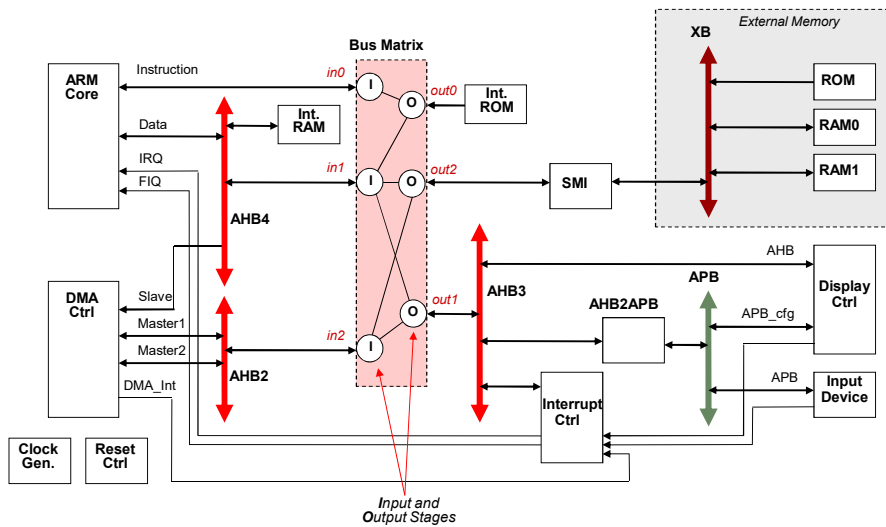 External Memory
XB
Bus Matrix
ARM
Core
Instruction
in0
I
out0
Int.
ROM
ROM
O
Int.
RAM
Data
RAM0
IRQ
in1
I
O
out2
SMI
RAM1
FIQ
AHB4
AHB
APB
DMA
Ctrl
Slave
AHB3
AHB2APB
Display
Ctrl
out1
O
Master1
APB_cfg
in2
I
Master2
AHB2
APB
DMA_Int
Interrupt
Ctrl
Input
Device
Clock
Gen.
Reset
Ctrl
Input and
Output Stages